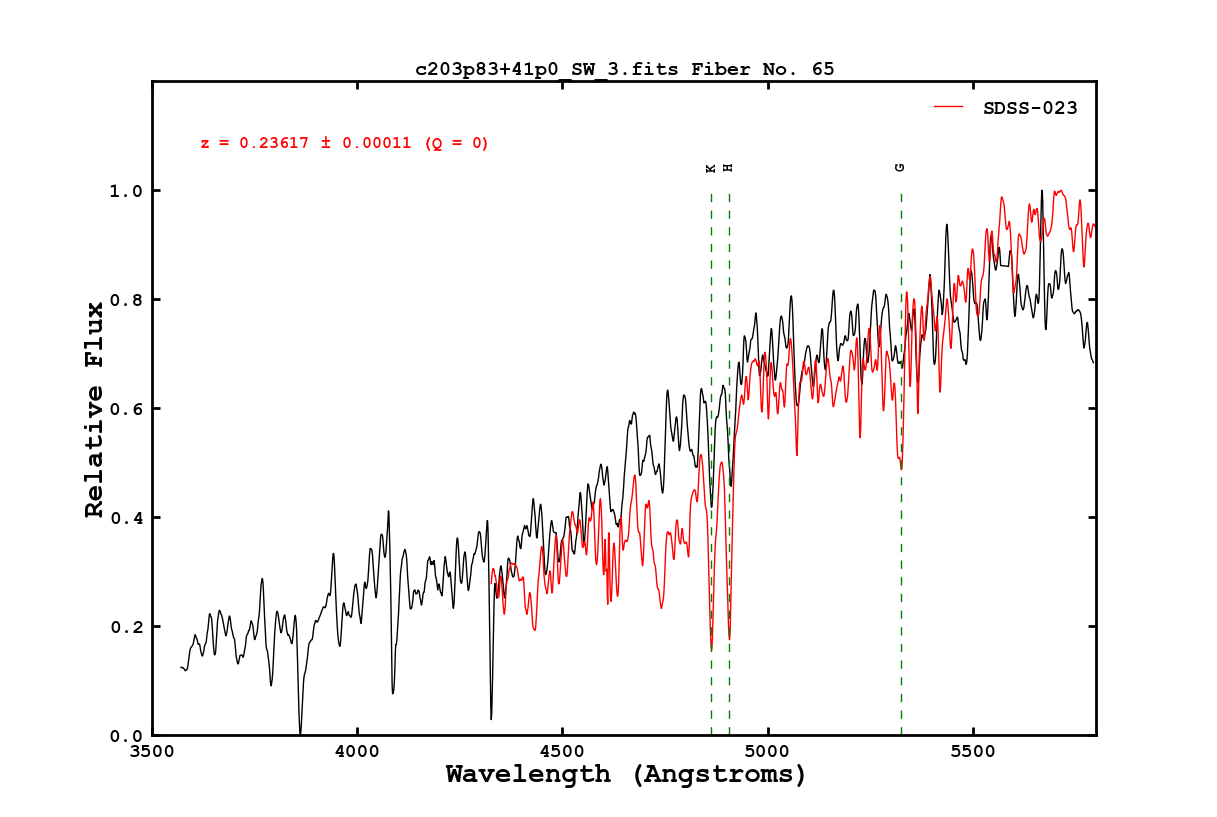 c203p83+41p0_SW_3.fits Fiber No. 65
SDSS-023
z = 0.23617 ± 0.00011 (Q = 0)
K
H
G
1.0
0.8
0.6
0.4
0.2
0.0
Relative Flux
3500 4000 4500 5000 5500
Wavelength (Angstroms)